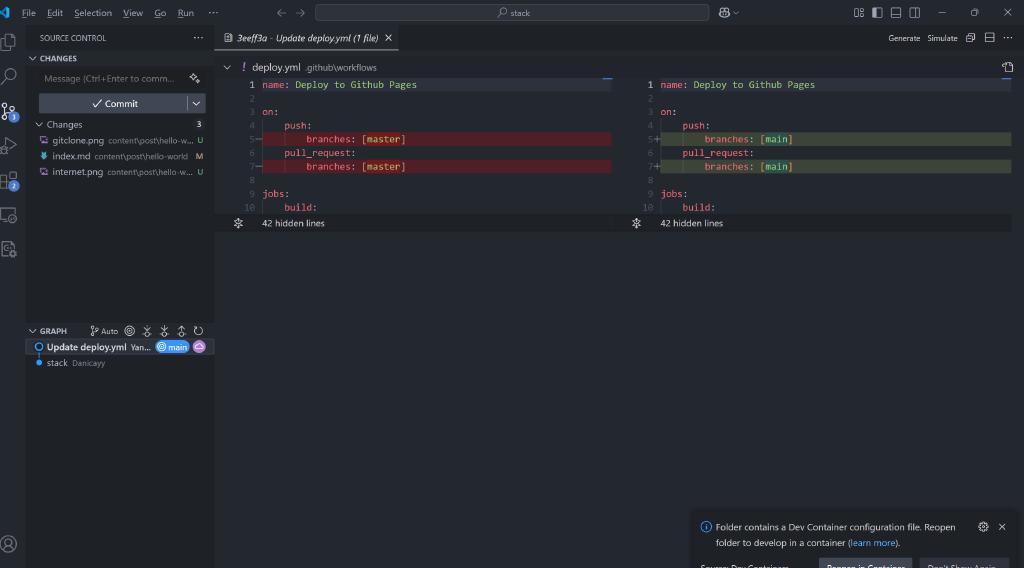 File Edit Selection View Go Run ···
stack
SOURCE CONTROL ···
3eeff3a - Update deploy.yml (1 file)
Generate Simulate ···
CHANGES
Message (Ctrl+Enter to comm...
Commit
Changes 3
gitclone.png content\post\hello-w... U
index.md content\post\hello-world M
internet.png content\post\hello-w... U
3
2
! deploy.yml .github\workflows
1 name: Deploy to Github Pages
2
3 on:
4 push:
5− branches: [master]
6 pull_request:
7− branches: [master]
8
9 jobs:
10 build:
42 hidden lines
1 name: Deploy to Github Pages
2
3 on:
4 push:
5+ branches: [main]
6 pull_request:
7+ branches: [main]
8
9 jobs:
10 build:
42 hidden lines
GRAPH Auto
Update deploy.yml Yan... main
stack Danicayy
Folder contains a Dev Container configuration file. Reopen
folder to develop in a container (learn more).
Source: Dev Containers Reopen in Container Don't Show Again...